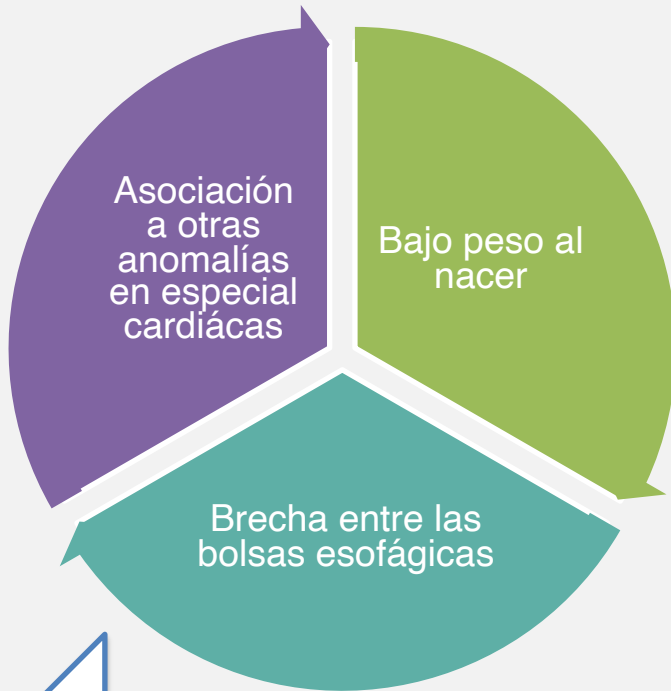 Asociación
a otras
anomalías
en especial
cardiácas
Bajo peso al
nacer
Brecha entre las
bolsas esofágicas